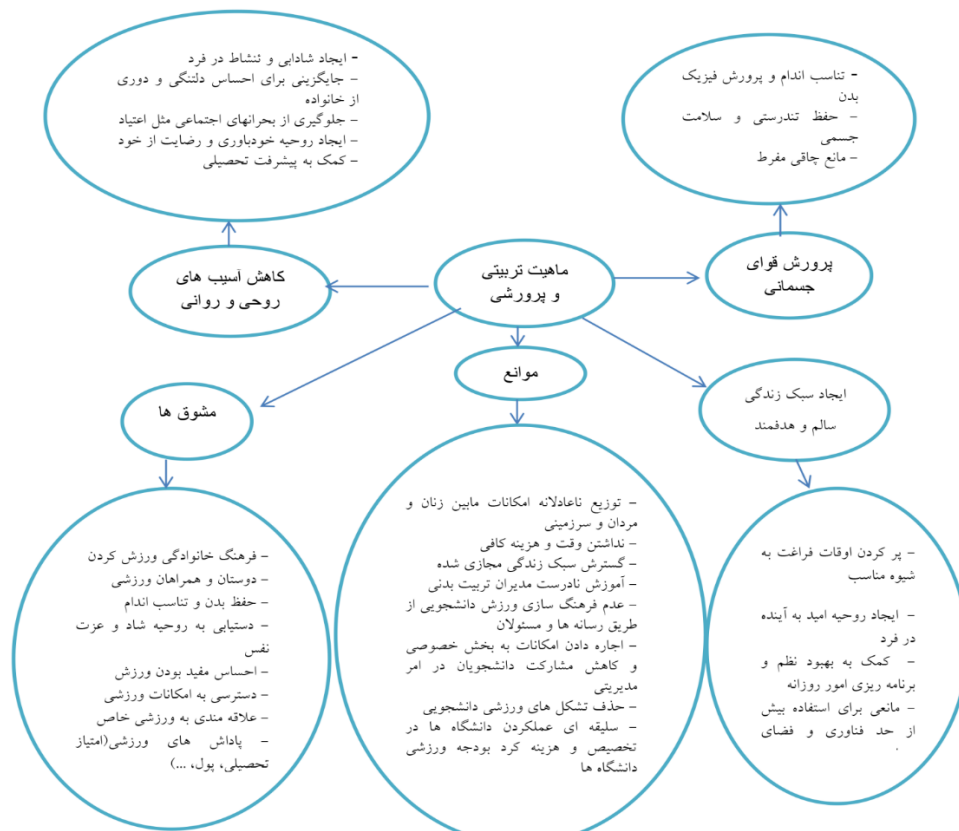 - ایجاد شادابی و ئنشاط در فرد
- جایگزینی برای احساس دلتنگی و دوری
از خانواده
- جلوگیری از بحرانهای اجتماعی مثل اعتیاد
- ایجاد روحیه خودباوری و رضایت از خود
- کمک به پیشرفت تحصیلی
- تناسب اندام و پرورش فیزیک
بدن
- حفظ تندرستی و سلامت
جسمی
- مانع چاقی مفرط
کاهش آسیب های
روحی و روانی
ماهیت تربیتی
و پرورشی
پرورش قوای
جسمانی
موانع
مشوق ها
ایجاد سبک زندگی
سالم و هدفمند
- فرهنگ خانوادگی ورزش کردن
- دوستان و همراهان ورزشی
- حفظ بدن و تناسب اندام
- دستیابی به روحیه شاد و عزت
نفس
- احساس مفید بودن ورزش
- دسترسی به امکانات ورزشی
- علاقه مندی به ورزشی خاص
- پاداش های ورزشی(امتیاز
تحصیلی، پول، ...)
- توزیع ناعادلانه امکانات مابین زنان و
مردان و سرزمینی
- نداشتن وقت و هزینه کافی
- گسترش سبک زندگی مجازی شده
- آموزش نادرست مدیران تربیت بدنی
- عدم فرهنگ سازی ورزش دانشجویی از
طریق رسانه ها و مسئولان
- اجاره دادن امکانات به بخش خصوصی
و کاهش مشارکت دانشجویان در امر
مدیریتی
- حذف تشکل های ورزشی دانشجویی
- سلیقه ای عملکردن دانشگاه ها در
تخصیص و هزینه کرد بودجه ورزشی
دانشگاه ها
- پر کردن اوقات فراغت به
شیوه مناسب
- ایجاد روحیه امید به آینده
در فرد
- کمک به بهبود نظم و
برنامه ریزی امور روزانه
- مانعی برای استفاده بیش
از حد فناوری و فضای